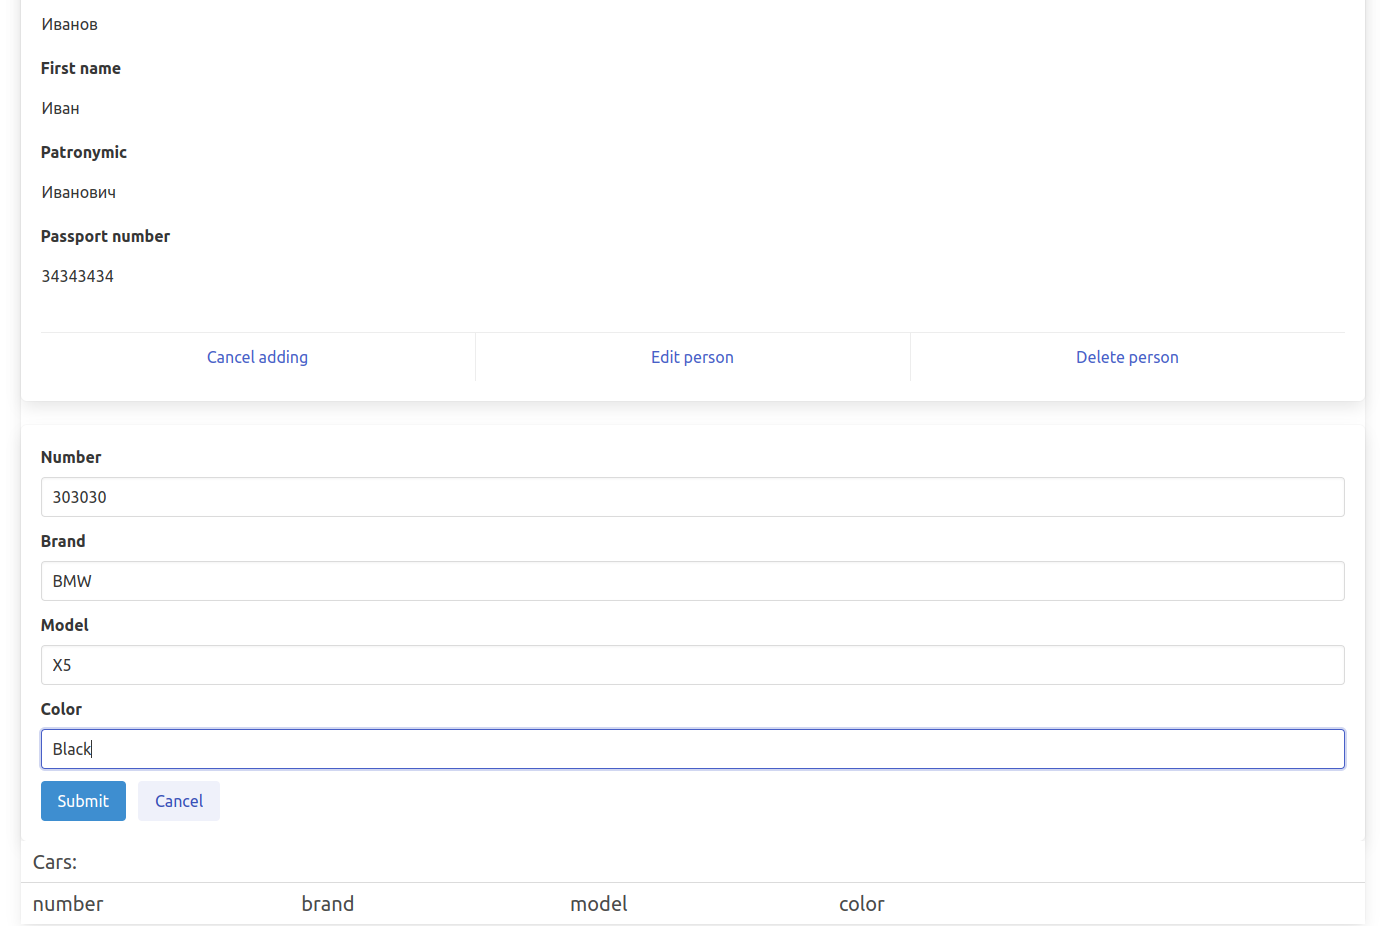 Иванов
First name
Иван
Patronymic
Иванович
Passport number
34343434
Cancel adding Edit person Delete person
Number
303030
Brand
BMW
Model
X5
Color
Black
Submit Cancel
Cars:
number brand model color